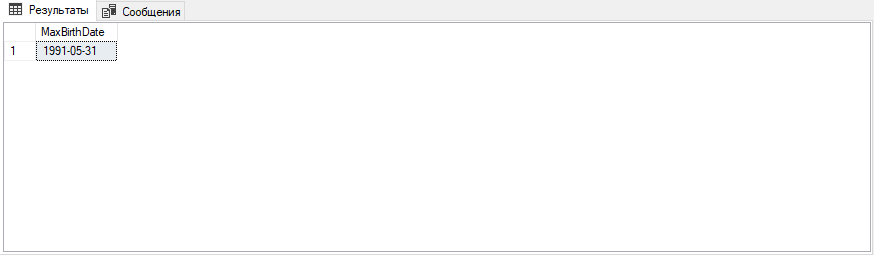 Результаты Сообщения
MaxBirthDate
1 1991-05-31